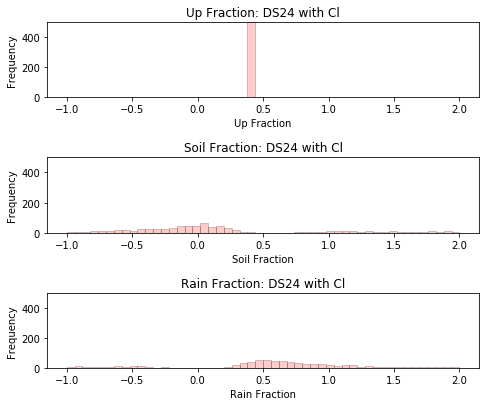 Up Fraction: DS24 with Cl
Frequency
400
200
0
−1.0 −0.5 0.0 0.5 1.0 1.5 2.0
Up Fraction
Soil Fraction: DS24 with Cl
Frequency
400
200
0
−1.0 −0.5 0.0 0.5 1.0 1.5 2.0
Soil Fraction
Rain Fraction: DS24 with Cl
Frequency
400
200
0
−1.0 −0.5 0.0 0.5 1.0 1.5 2.0
Rain Fraction